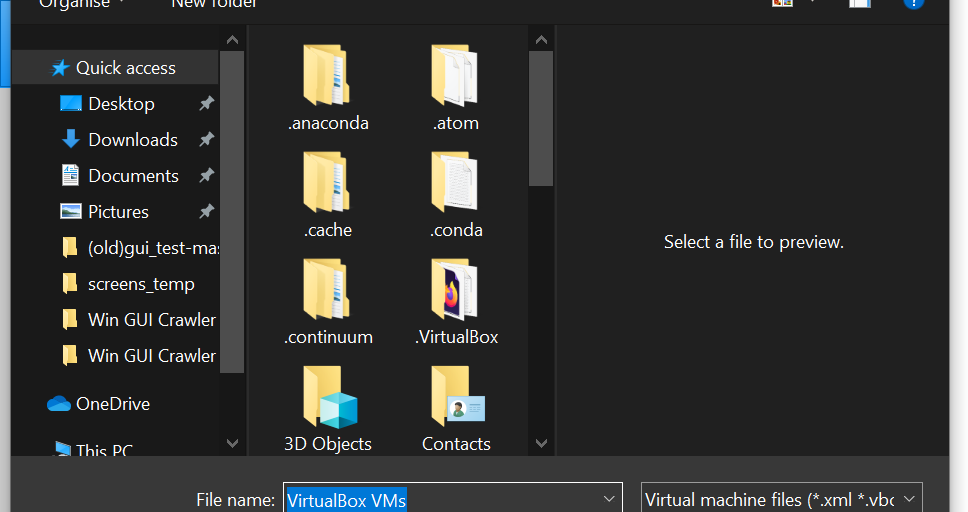 Organise New folder
Quick access
Desktop
Downloads
Documents
Pictures
(old)gui_test-mas
screens_temp
Win GUI Crawler
Win GUI Crawler
OneDrive
This PC
.anaconda .atom
.cache .conda
.continuum .VirtualBox
3D Objects Contacts
Select a file to preview.
File name: VirtualBox VMs Virtual machine files (*.xml *.vbo